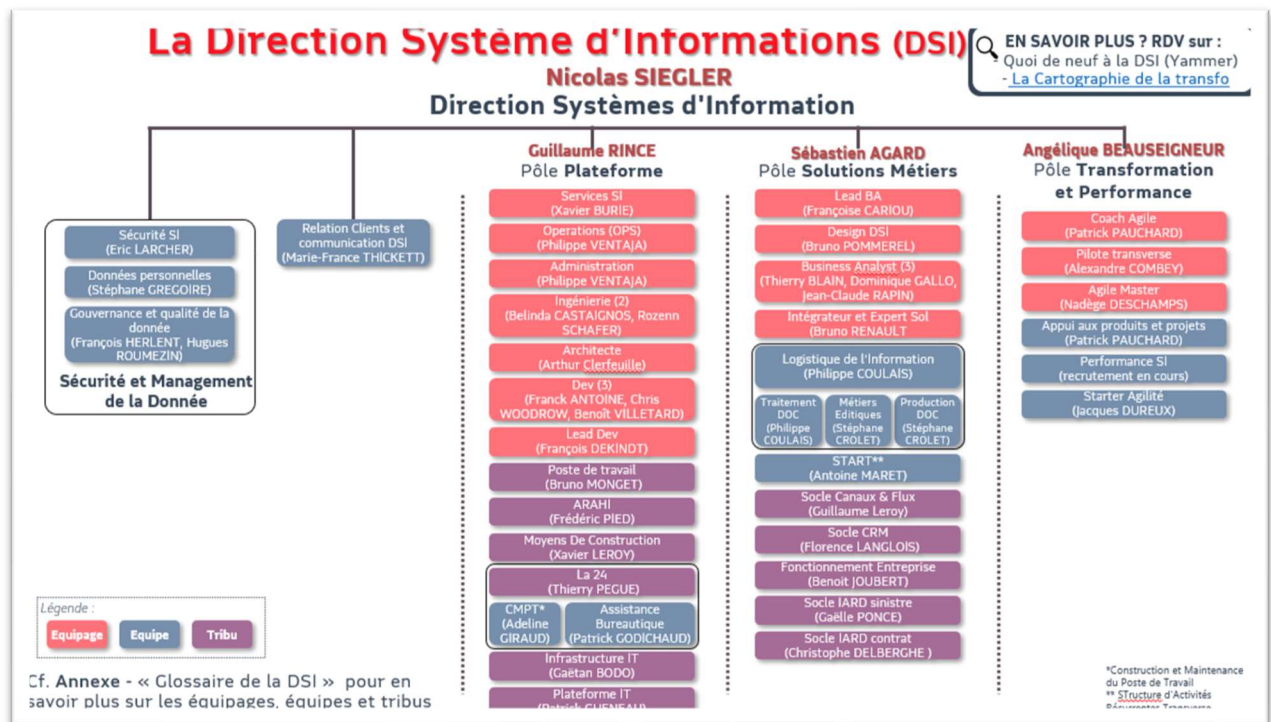 La Direction Système d'Informations (DSI)
Nicolas SIEGLER
Direction Systèmes d'Information
EN SAVOIR PLUS ? RDV sur :
- Quoi de neuf à la DSI (Yammer)
- La Cartographie de la transfo
Sécurité SI
(Eric LARCHER)
Données personnelles
(Stéphane GREGOIRE)
Gouvernance et qualité de la
donnée
(François HERLENT, Hugues
ROUMEZIN)
Sécurité et Management
de la Donnée
Relation Clients et
communication DSI
(Marie-France THICKETT)
Guillaume RINCE
Pôle Plateforme
Services SI
(Xavier BURIE)
Operations (OPS)
(Philippe VENTAJA)
Administration
(Philippe VENTAJA)
Ingénierie (2)
(Belinda CASTAIGNOS, Rozenn
SCHAFER)
Architecte
(Arthur Clerfeuille)
Dev (3)
(Franck ANTOINE, Chris
WOODROW, Benoît VILLETARD)
Lead Dev
(François DEKINDT)
Poste de travail
(Bruno MONGET)
ARAHI
(Frédéric PIED)
Moyens De Construction
(Xavier LEROY)
La 24
(Thierry PEGUE)
CMPT*
(Adeline
GIRAUD)
Assistance
Bureautique
(Patrick GODICHAUD)
Infrastructure IT
(Gaëtan BODO)
Plateforme IT
(Patrick GUENEAU)
Sébastien AGARD
Pôle Solutions Métiers
Lead BA
(Françoise CARIOU)
Design DSI
(Bruno POMMEREL)
Business Analyst (3)
(Thierry BLAIN, Dominique GALLO,
Jean-Claude RAPIN)
Intégrateur et Expert Sol
(Bruno RENAULT
Logistique de l'Information
(Philippe COULAIS)
Traitement
DOC
(Philippe
COULAIS)
Métiers
Editiques
(Stéphane
CROLET)
Production
DOC
(Stéphane
CROLET)
START**
(Antoine MARET)
Socle Canaux & Flux
(Guillaume Leroy)
Socle CRM
(Florence LANGLOIS)
Fonctionnement Entreprise
(Benoit JOUBERT)
Socle IARD sinistre
(Gaëlle PONCE)
Socle IARD contrat
(Christophe DELBERGHE )
Angélique BEAUSEIGNEUR
Pôle Transformation
et Performance
Coach Agile
(Patrick PAUCHARD)
Pilote transverse
(Alexandre COMBEY)
Agile Master
(Nadège DESCHAMPS)
Appui aux produits et projets
(Patrick PAUCHARD)
Performance SI
(recrutement en cours)
Starter Agilité
(Jacques DUREUX)
Légende :
Equipage
Equipe
Tribu
Cf. Annexe - « Glossaire de la DSI » pour en
savoir plus sur les équipages, équipes et tribus
*Construction et Maintenance
du Poste de Travail
** STructure d'Activités
Récurrentes Transverse